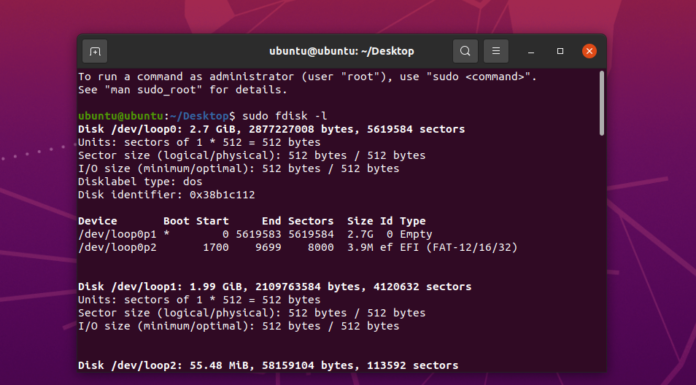 ubuntu@ubuntu: ~/Desktop
To run a command as administrator (user "root"), use "sudo <command>".
See "man sudo_root" for details.
ubuntu@ubuntu:~/Desktop$ sudo fdisk -l
Disk /dev/loop0: 2.7 GiB, 2877227008 bytes, 5619584 sectors
Units: sectors of 1 * 512 = 512 bytes
Sector size (logical/physical): 512 bytes / 512 bytes
I/O size (minimum/optimal): 512 bytes / 512 bytes
Disklabel type: dos
Disk identifier: 0x38b1c112
Device Boot Start End Sectors Size Id Type
/dev/loop0p1 * 0 5619583 5619584 2.7G 0 Empty
/dev/loop0p2 1700 9699 8000 3.9M ef EFI (FAT-12/16/32)
Disk /dev/loop1: 1.99 GiB, 2109763584 bytes, 4120632 sectors
Units: sectors of 1 * 512 = 512 bytes
Sector size (logical/physical): 512 bytes / 512 bytes
I/O size (minimum/optimal): 512 bytes / 512 bytes
Disk /dev/loop2: 55.48 MiB, 58159104 bytes, 113592 sectors